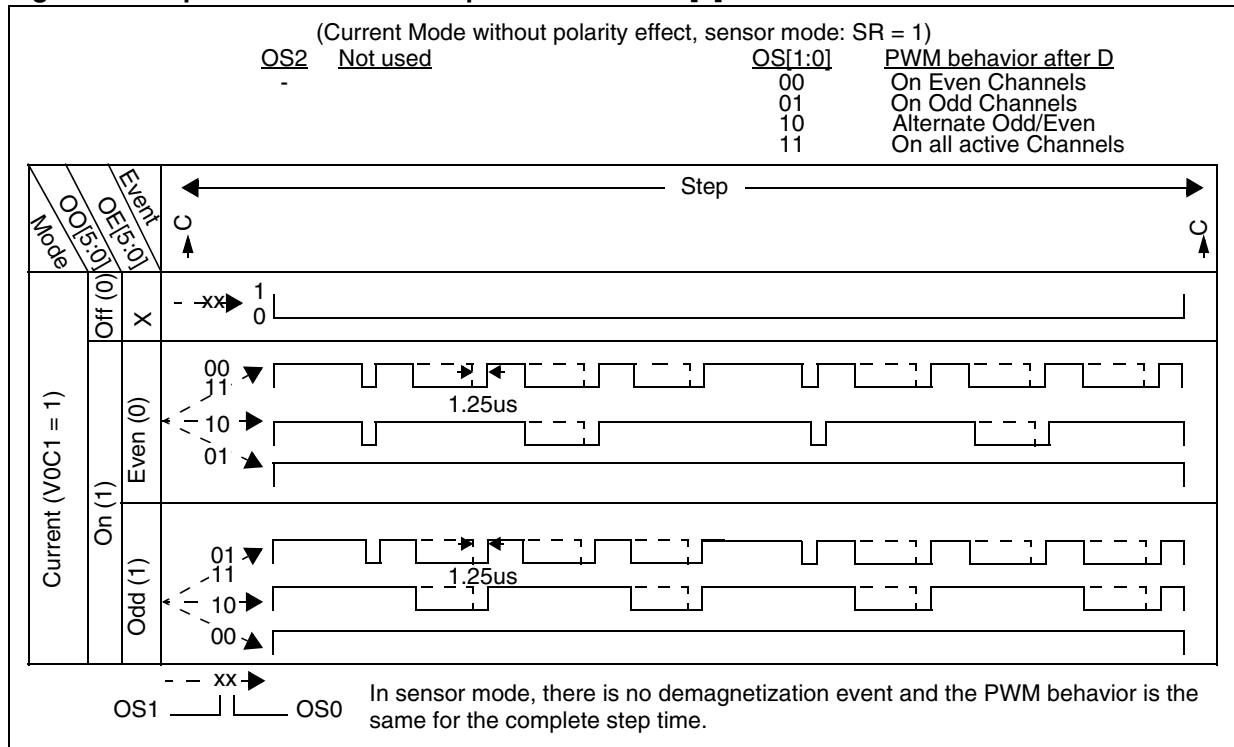 (Current Mode without polarity effect, sensor mode: SR = 1)
OS2 Not used OS[1:0] PWM behavior after D
- 00 On Even Channels
01 On Odd Channels
10 Alternate Odd/Even
11 On all active Channels
Mode OO[5:0] OE[5:0] Event
Step
C C
Current (V0C1 = 1)
Off (0) X xx 1
0
On (1)
Even (0)
00
11
1.25us
10
01
Odd (1)
01
11
1.25us
10
00
xx
OS1 OS0
In sensor mode, there is no demagnetization event and the PWM behavior is the
same for the complete step time.